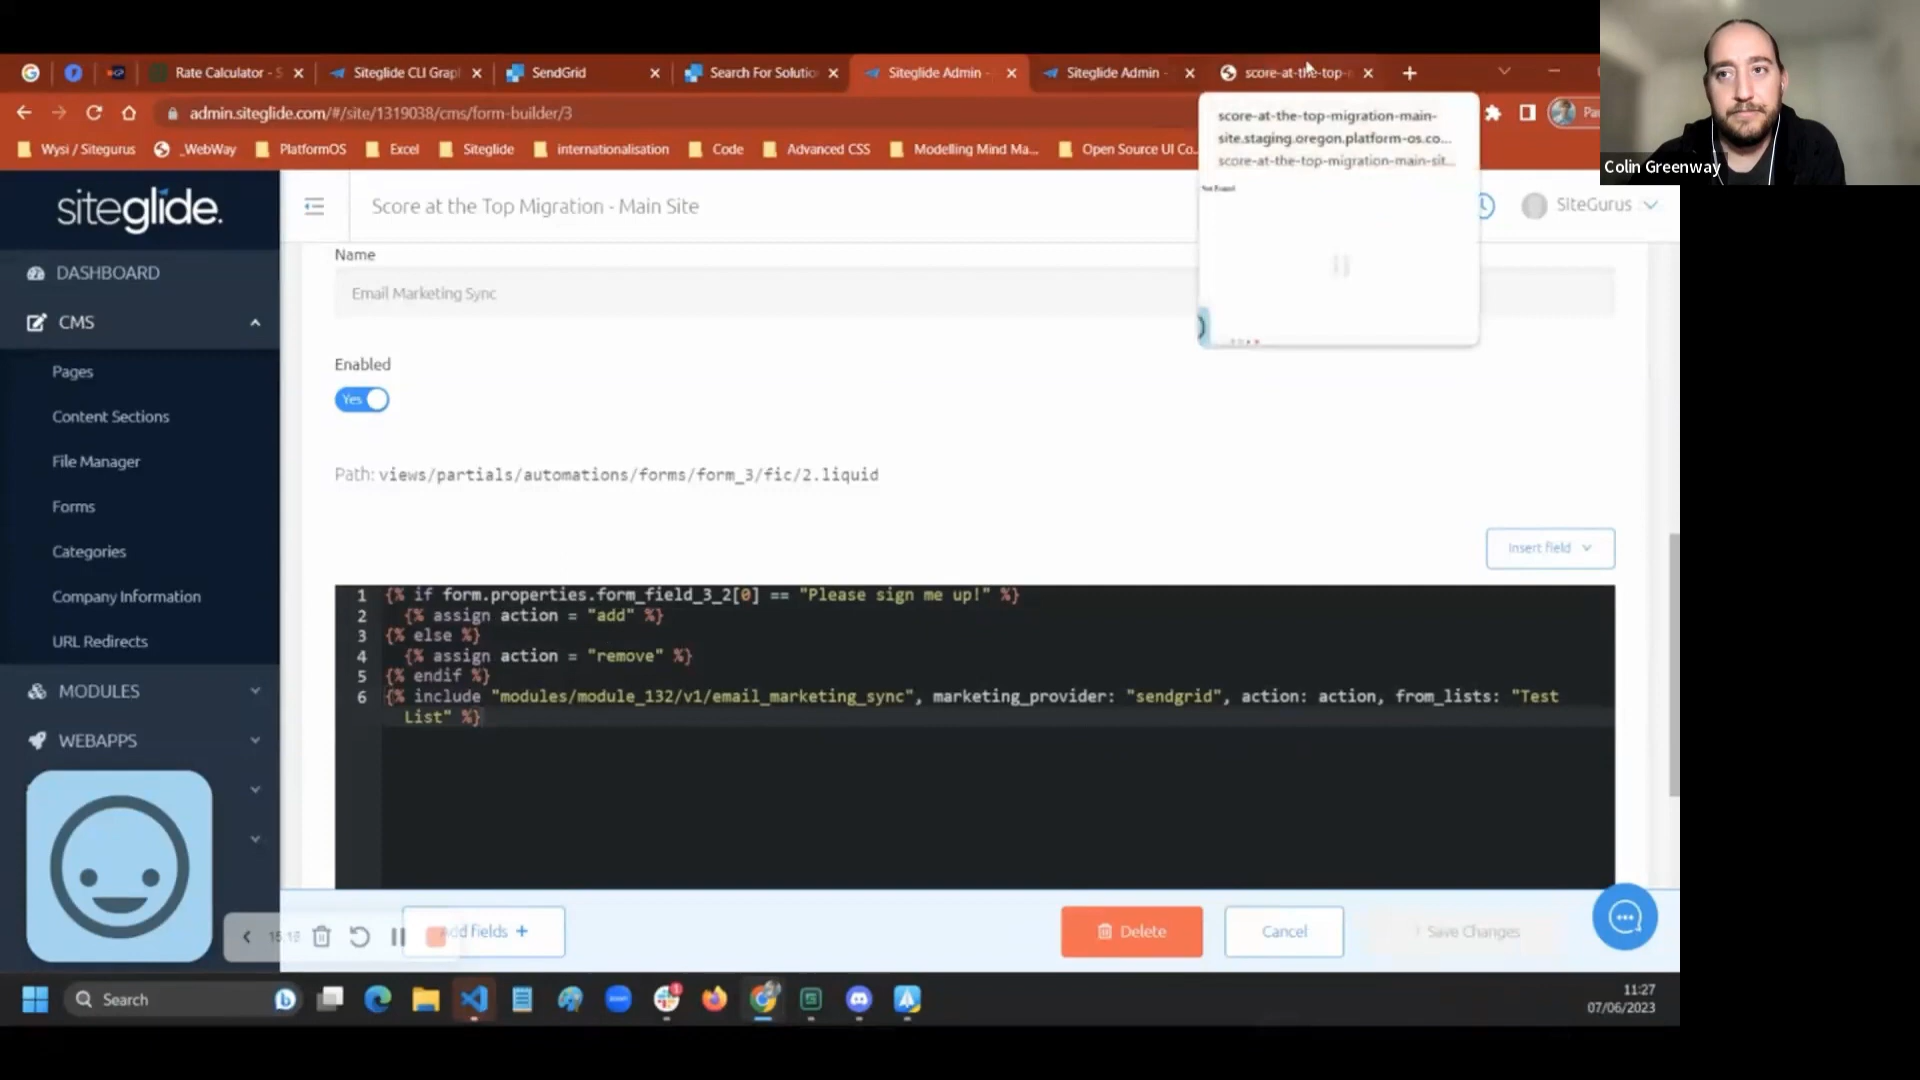 Rate Calculator - S
Siteglide CLI Grap
SendGrid
Search For Solutio
Siteglide Admin -
Siteglide Admin -
score-at-the-top-
admin.siteglide.com/#/site/1319038/cms/form-builder/3
Wysi / Sitegurus
_WebWay
PlatformOS
Excel
Siteglide
internationalisation
Code
Advanced CSS
Modelling Mind Ma...
Open Source UI Co...
score-at-the-top-migration-main-
site.staging.oregon.platform-os.co...
score-at-the-top-migration-main-sit...
Colin Greenway
siteglide.
Score at the Top Migration - Main Site
SiteGurus
DASHBOARD
CMS
Pages
Content Sections
File Manager
Forms
Categories
Company Information
URL Redirects
MODULES
WEBAPPS
Name
Email Marketing Sync
Enabled
Yes
Path: views/partials/automations/forms/form_3/fic/2.liquid
Insert field
1 {% if form.properties.form_field_3_2[0] == "Please sign me up!" %}
2 {% assign action = "add" %}
3 {% else %}
4 {% assign action = "remove" %}
5 {% endif %}
6 {% include "modules/module_132/v1/email_marketing_sync", marketing_provider: "sendgrid", action: action, from_lists: "Test
List" %}
15:15
dd fields +
Delete
Cancel
Save Changes
Search
11:27
07/06/2023